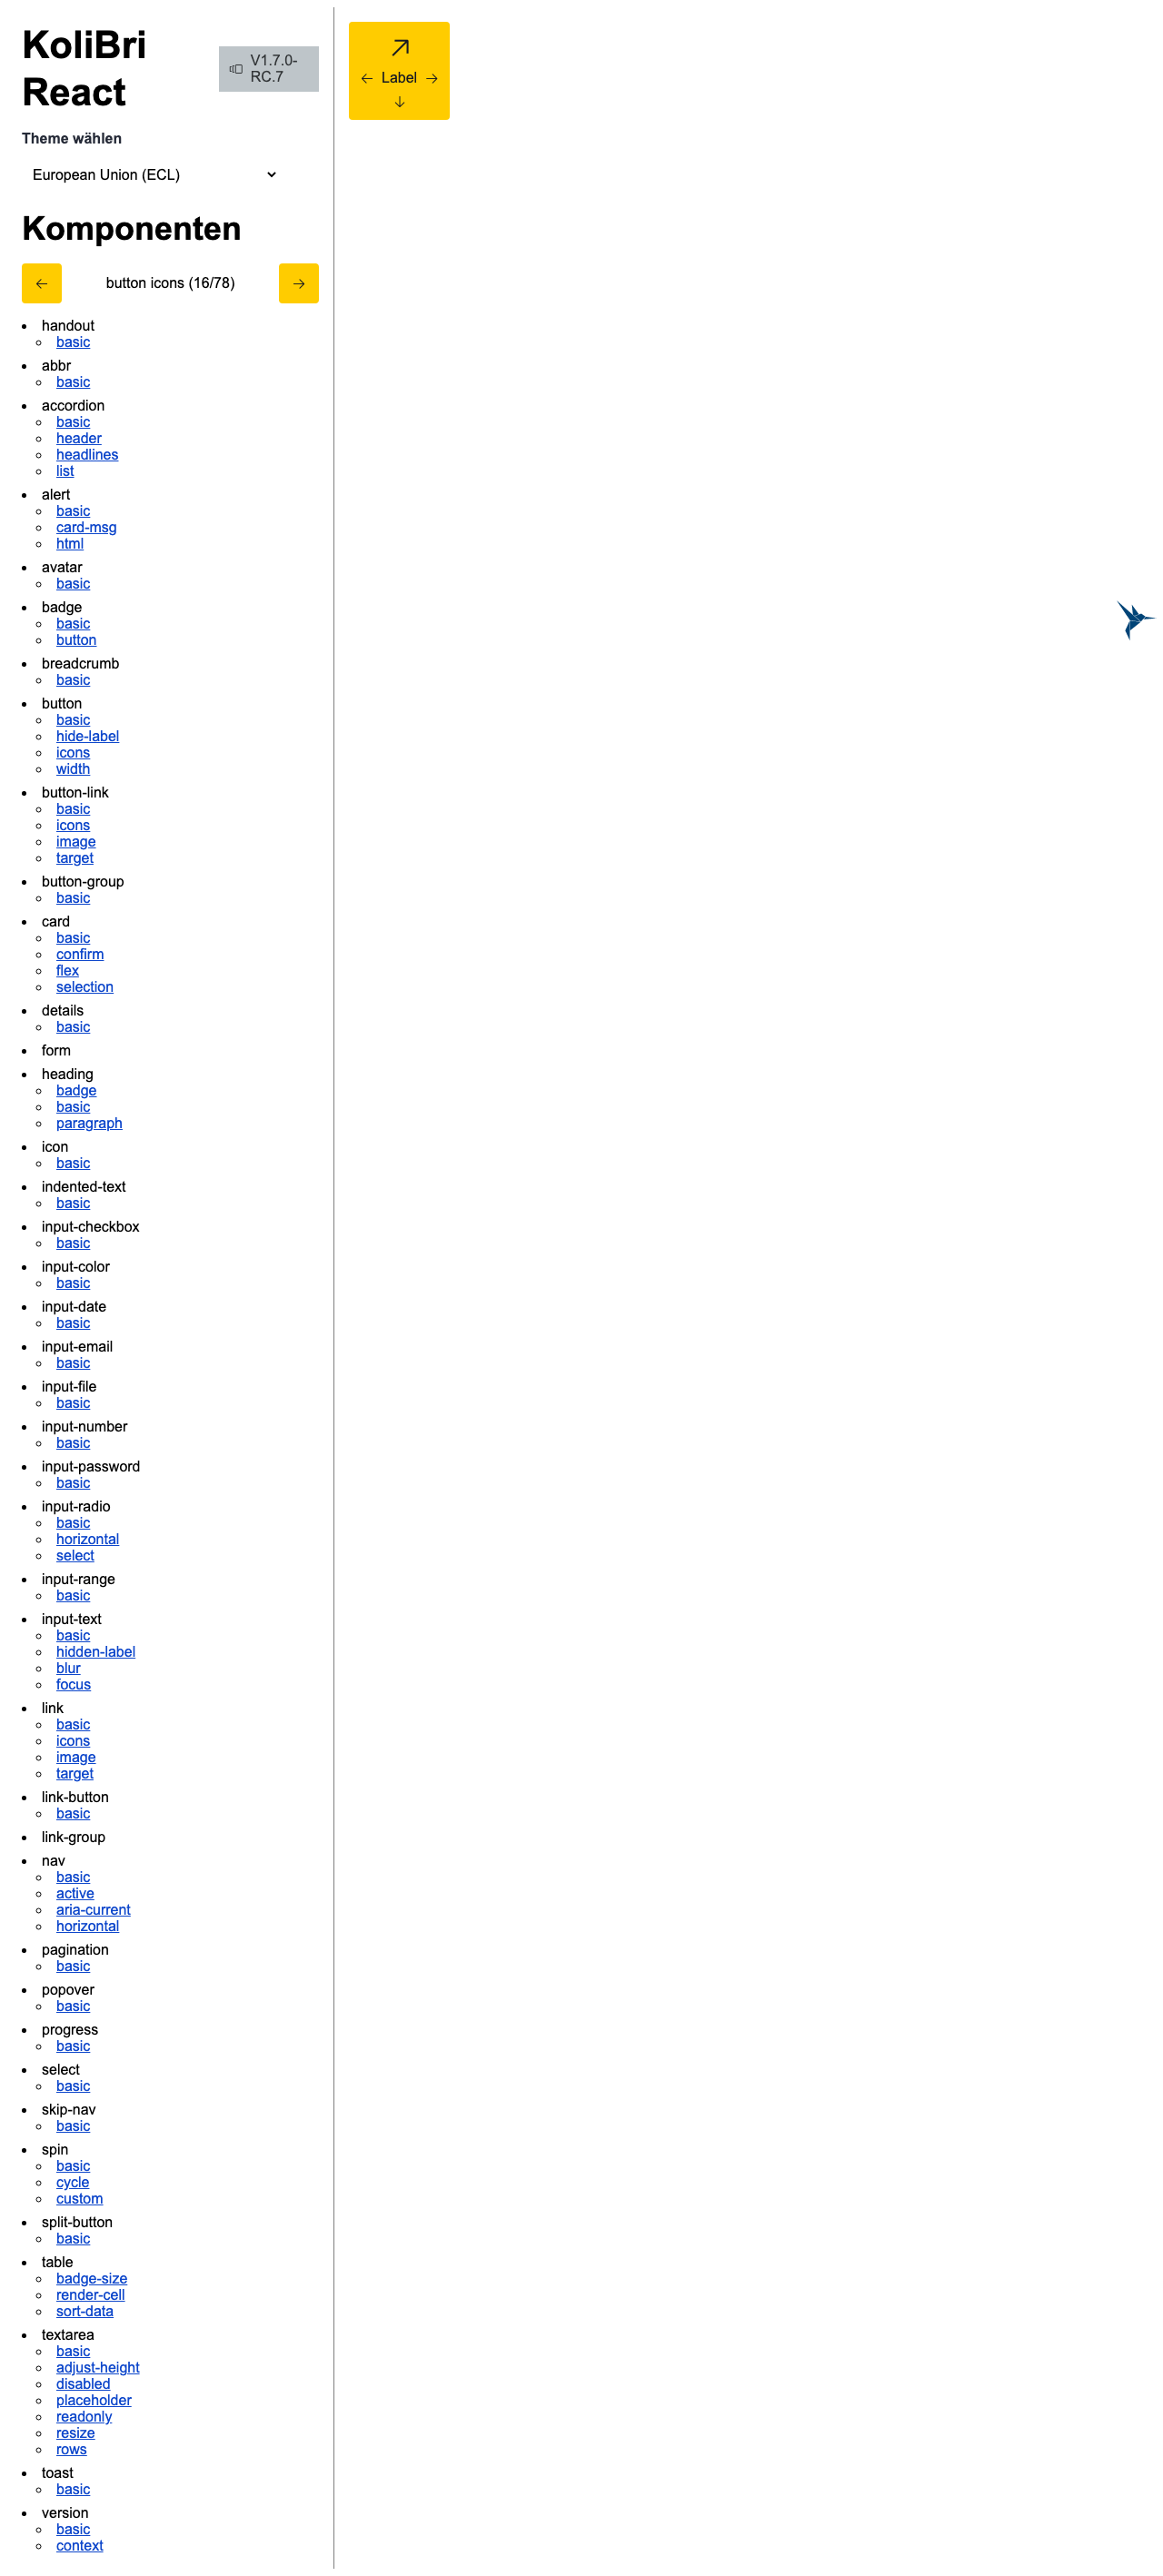 KoliBri
React
V1.7.0-
RC.7
Theme wählen
European Union (ECL)
Komponenten
button icons (16/78)
handout
basic
abbr
basic
accordion
basic
header
headlines
list
alert
basic
card-msg
html
avatar
basic
badge
basic
button
breadcrumb
basic
button
basic
hide-label
icons
width
button-link
basic
icons
image
target
button-group
basic
card
basic
confirm
flex
selection
details
basic
form
heading
badge
basic
paragraph
icon
basic
indented-text
basic
input-checkbox
basic
input-color
basic
input-date
basic
input-email
basic
input-file
basic
input-number
basic
input-password
basic
input-radio
basic
horizontal
select
input-range
basic
input-text
basic
hidden-label
blur
focus
link
basic
icons
image
target
link-button
basic
link-group
nav
basic
active
aria-current
horizontal
pagination
basic
popover
basic
progress
basic
select
basic
skip-nav
basic
spin
basic
cycle
custom
split-button
basic
table
badge-size
render-cell
sort-data
textarea
basic
adjust-height
disabled
placeholder
readonly
resize
rows
toast
basic
version
basic
context
Label